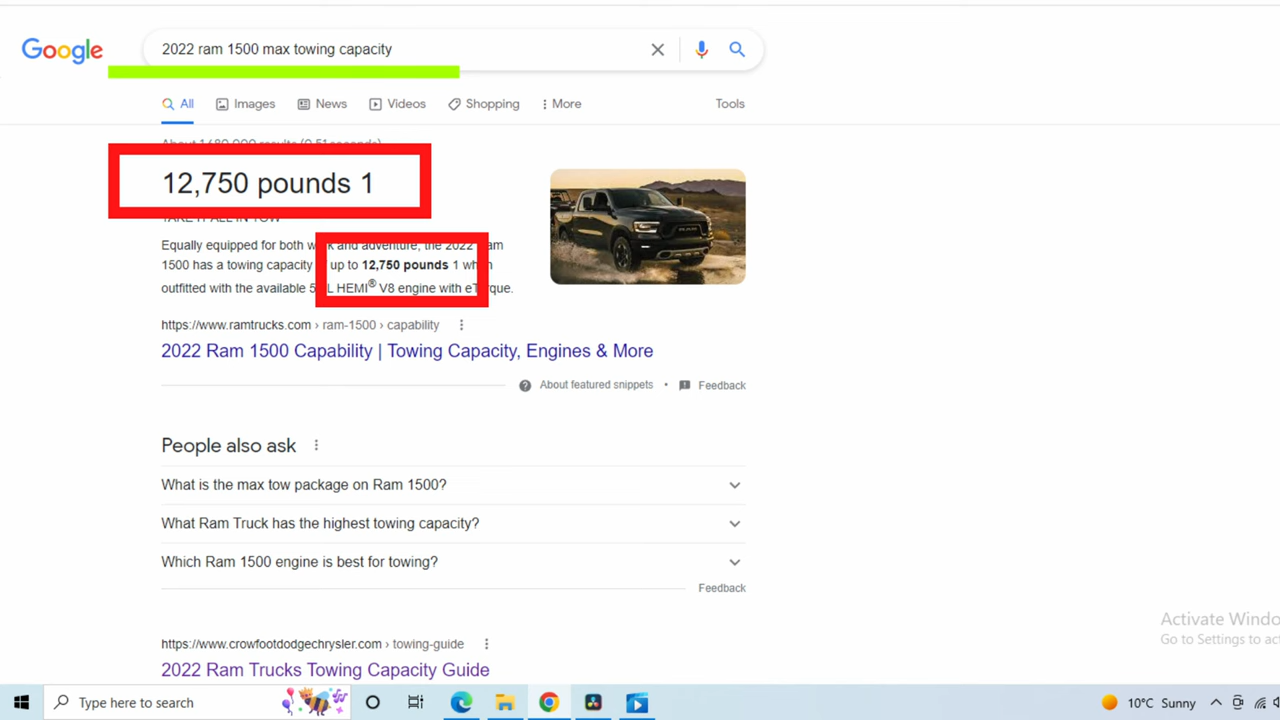 Google
2022 ram 1500 max towing capacity
All Images News Videos Shopping More Tools
12,750 pounds 1
TAKE IT ALL IN TOW
Equally equipped for both and adventure, the 2022
1500 has a towing capacity up to 12,750 pounds 1
outfitted with the available HEMI® V8 engine with
https://www.ramtrucks.com › ram-1500 › capability
2022 Ram 1500 Capability | Towing Capacity, Engines & More
About featured snippets • Feedback
People also ask
What is the max tow package on Ram 1500?
What Ram Truck has the highest towing capacity?
Which Ram 1500 engine is best for towing?
Feedback
https://www.crowfootdodgechrysler.com › towing-guide
2022 Ram Trucks Towing Capacity Guide
Activate
Go to Settings to
Type here to search
10°C Sunny